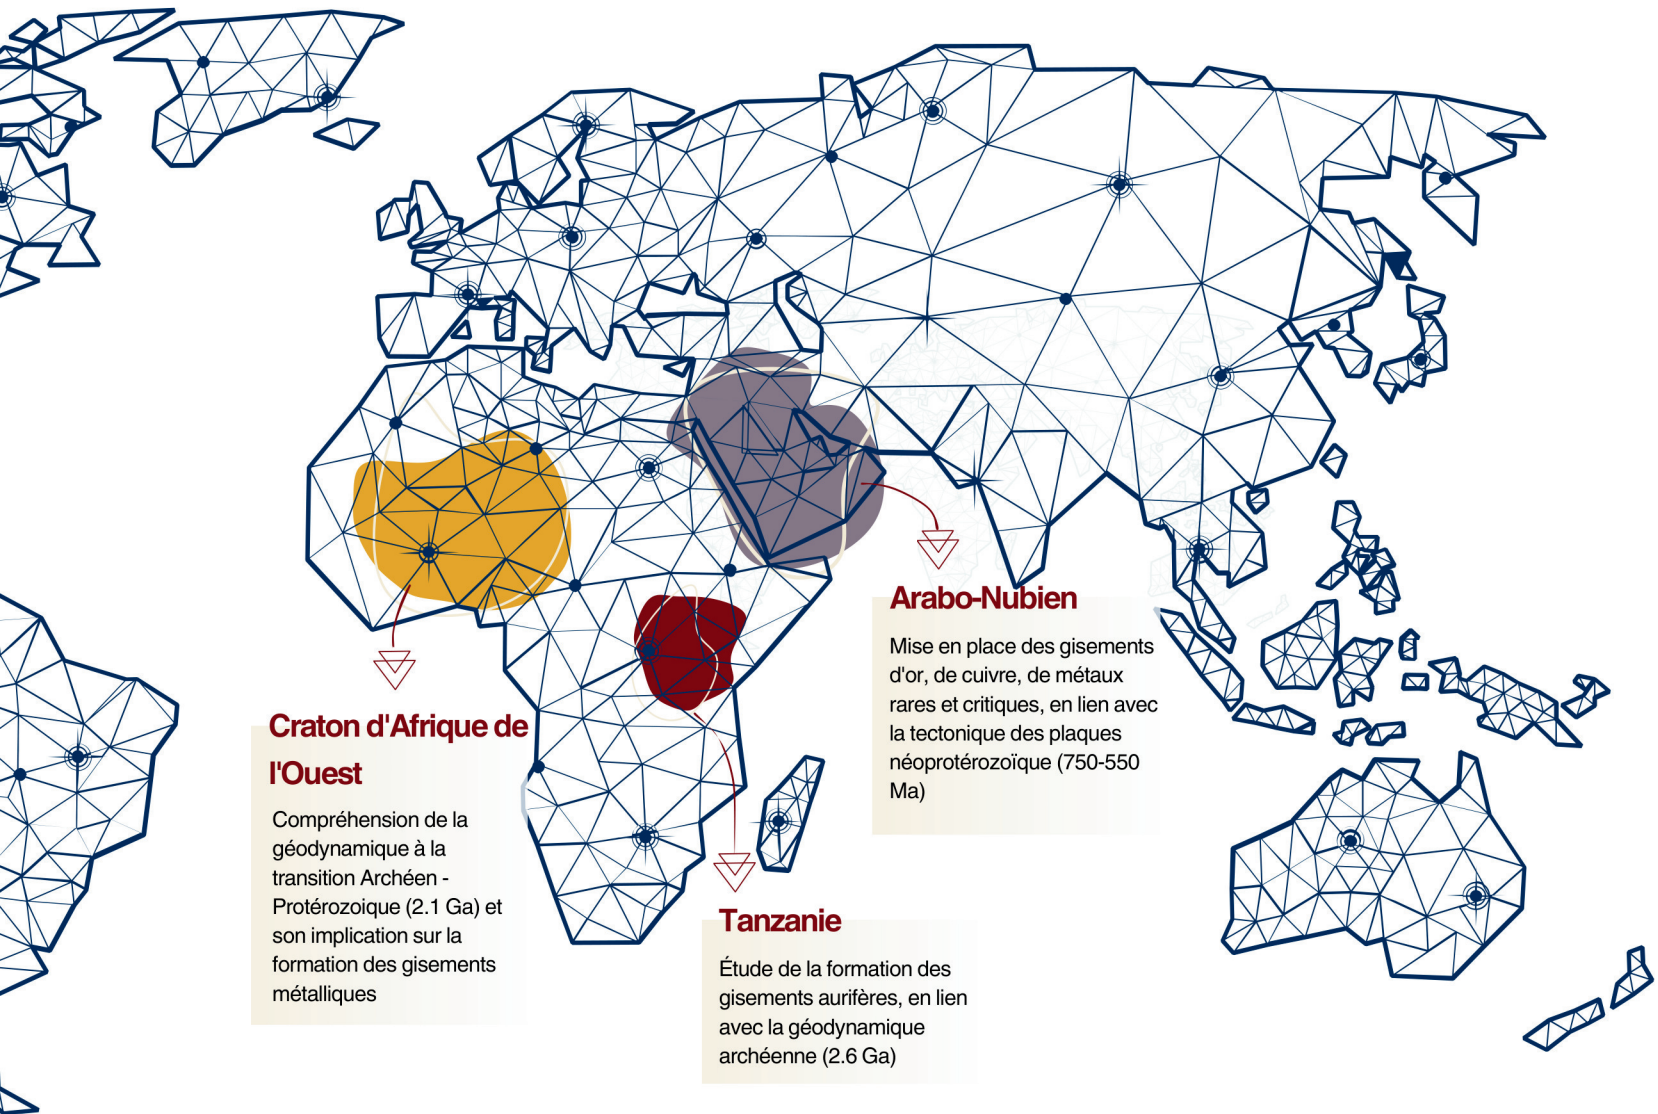 Arabo-Nubien
Mise en place des gisements
d'or, de cuivre, de métaux
rares et critiques, en lien avec
la tectonique des plaques
néoprotérozoïque (750-550
Ma)
Craton d'Afrique de
l'Ouest
Compréhension de la
géodynamique à la
transition Archéen -
Protérozoique (2.1 Ga) et
son implication sur la
formation des gisements
métalliques
Tanzanie
Étude de la formation des
gisements aurifères, en lien
avec la géodynamique
archéenne (2.6 Ga)